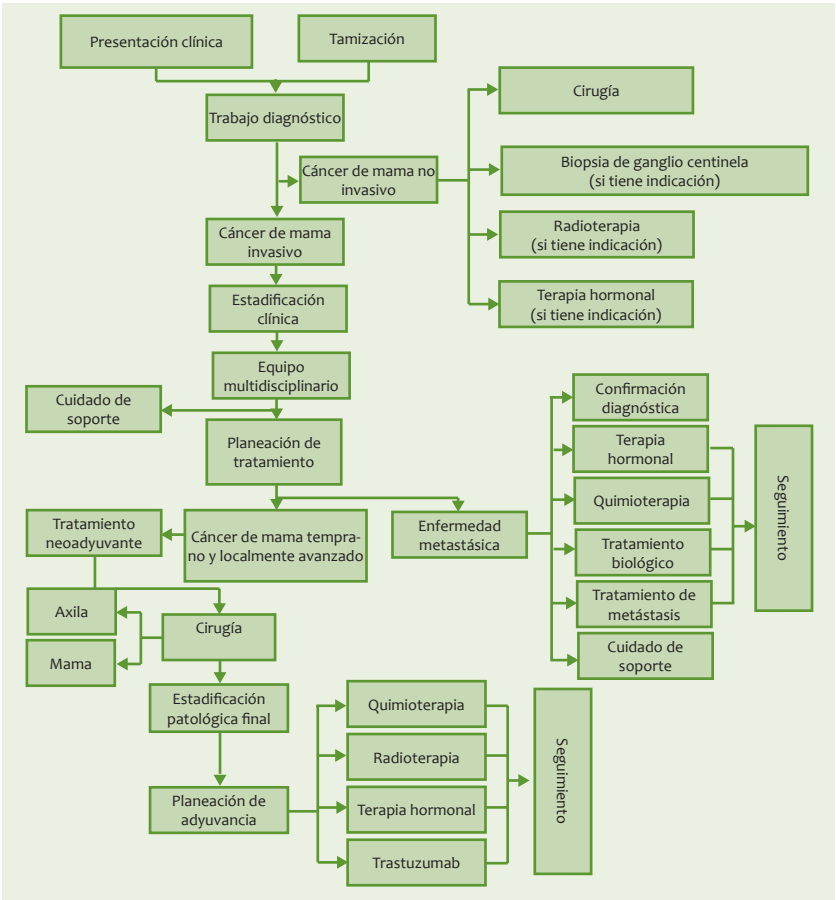 Presentación clínica
Tamización
Trabajo diagnóstico
Cáncer de mama no
invasivo
Cirugía
Biopsia de ganglio centinela
(si tiene indicación)
Radioterapia
(si tiene indicación)
Terapia hormonal
(si tiene indicación)
Cáncer de mama
invasivo
Estadificación
clínica
Equipo
multidisciplinario
Cuidado de
soporte
Planeación de
tratamiento
Cáncer de mama tempra-
no y localmente avanzado
Enfermedad
metastásica
Confirmación
diagnóstica
Terapia
hormonal
Quimioterapia
Tratamiento
biológico
Tratamiento de
metástasis
Cuidado de
soporte
Seguimiento
Tratamiento
neoadyuvante
Cirugía
Axila
Mama
Estadificación
patológica final
Planeación de
adyuvancia
Quimioterapia
Radioterapia
Terapia hormonal
Trastuzumab
Seguimiento